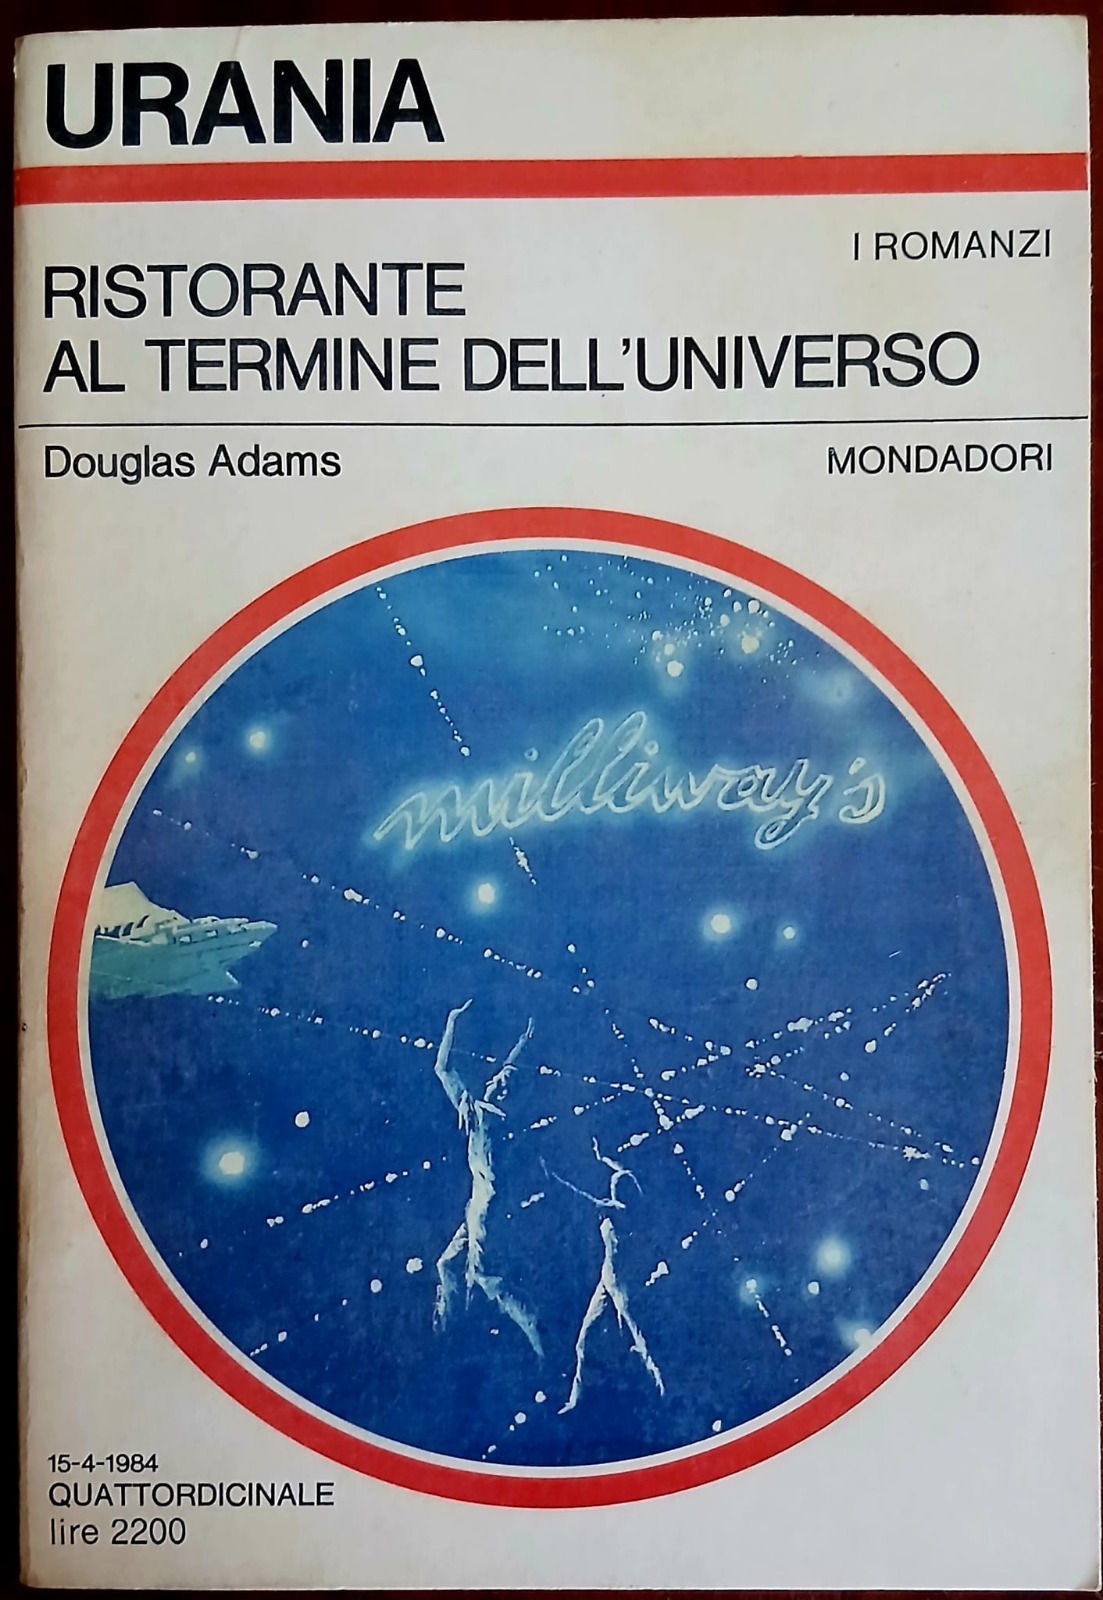 URANIA
I ROMANZI
RISTORANTE
AL TERMINE DELL'UNIVERSO
Douglas Adams
MONDADORI
milliway's
15-4-1984
QUATTORDICINALE
lire 2200